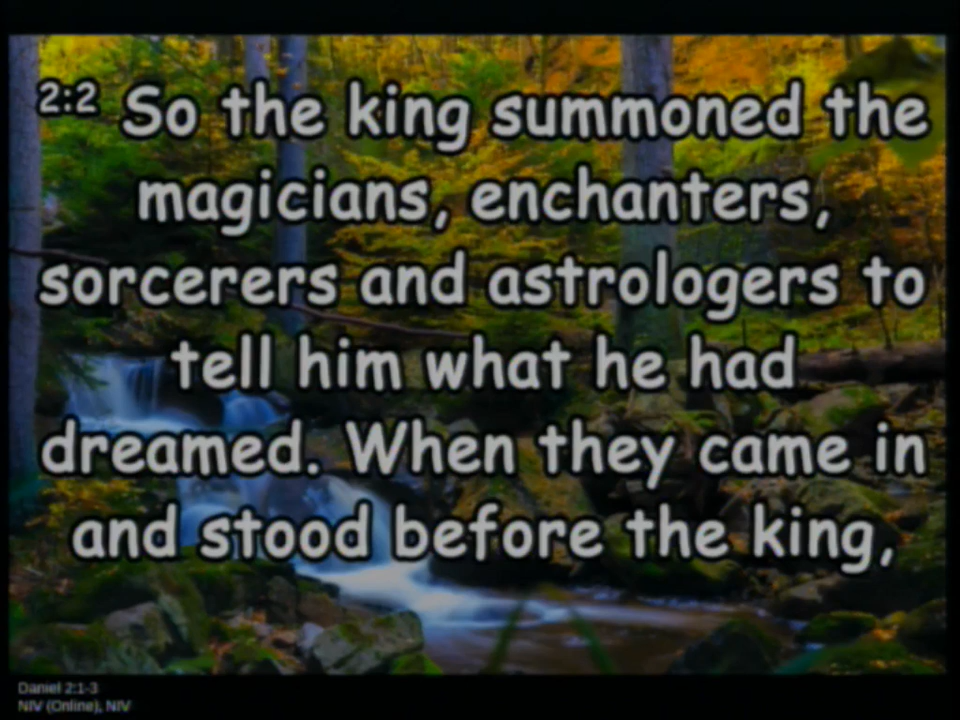 2:2 So the king summoned the
magicians, enchanters,
sorcerers and astrologers to
tell him what he had
dreamed. When they came in
and stood before the king,
Daniel 2:1-3
NIV (Online), NIV